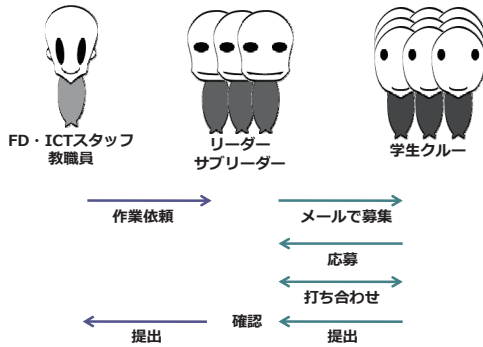 FD・ICTスタッフ
教職員
リーダー
サブリーダー
学生クルー
作業依頼
メールで募集
応募
打ち合わせ
提出
確認
提出